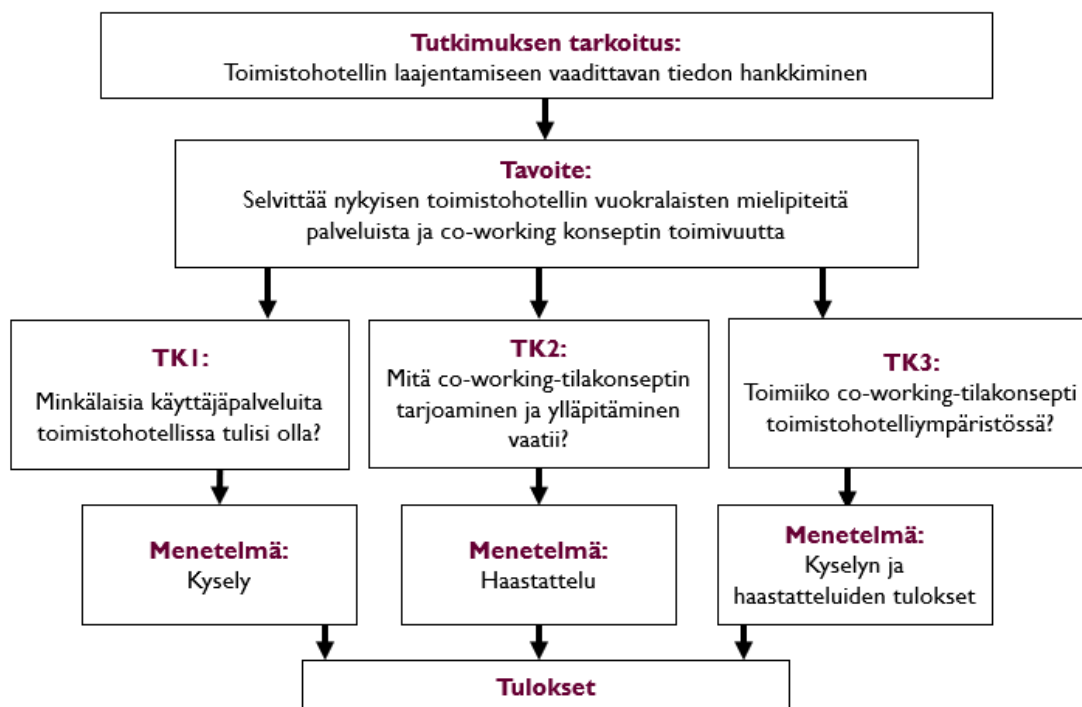 Tutkimuksen tarkoitus:
Toimistohotellin laajentamiseen vaadittavan tiedon hankkiminen
Tavoite:
Selvittää nykyisen toimistohotellin vuokralaisten mielipiteitä
palveluista ja co-working konseptin toimivuutta
TK1:
Minkälaisia käyttäjäpalveluita
toimistohotellissa tulisi olla?
TK2:
Mitä co-working-tilakonseptin
tarjoaminen ja ylläpitäminen
vaatii?
TK3:
Toimiiko co-working-tilakonsepti
toimistohotelliympäristössä?
Menetelmä:
Kysely
Menetelmä:
Haastattelu
Menetelmä:
Kyselyn ja
haastatteluiden tulokset
Tulokset